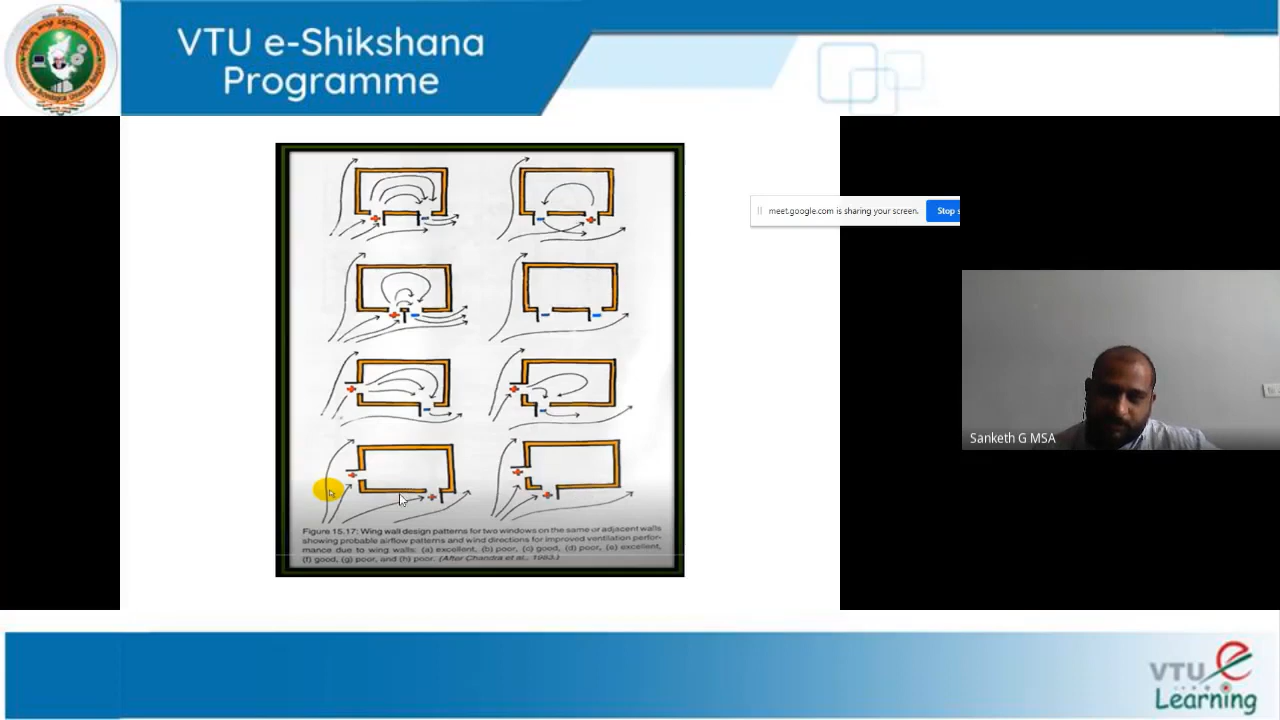 VTU e-Shikshana
Programme
meet.google.com is sharing your screen.
Stop s
Sanketh G MSA
Figure 15.17: Wing wall design patterns for two windows on the same or adjacent walls
showing probable airflow patterns and wind directions for improved ventilation perfor-
mance due to wing walls: (a) excellent, (b) poor, (c) good, (d) poor, (e) excellent,
(f) good, (g) poor, and (h) poor. (After Chandra et al., 1983.)
VTU e
Learning